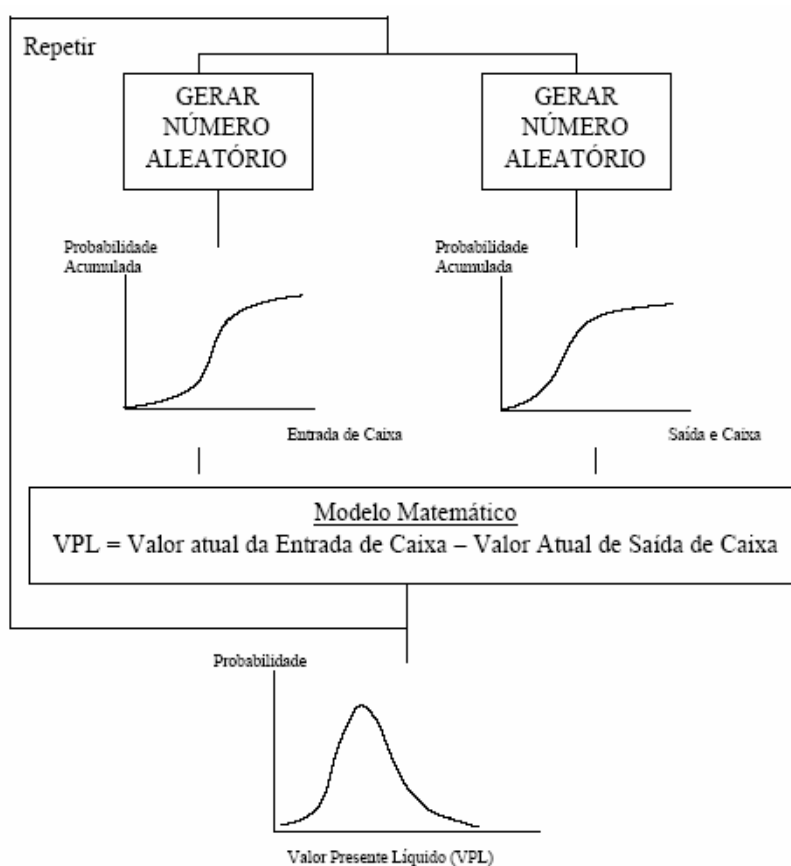 Repetir
GERAR
NÚMERO
ALEATÓRIO
GERAR
NÚMERO
ALEATÓRIO
Probabilidade
Acumulada
Probabilidade
Acumulada
Entrada de Caixa
Saída e Caixa
Modelo Matemático
VPL = Valor atual da Entrada de Caixa – Valor Atual de Saída de Caixa
Probabilidade
Valor Presente Líquido (VPL)